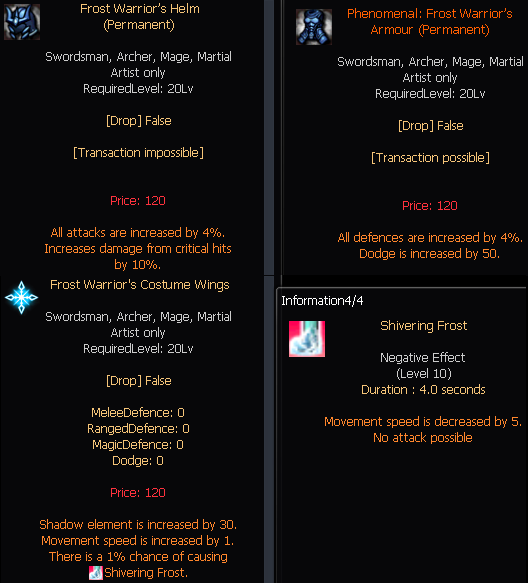 Frost Warrior's Helm
(Permanent)
Swordsman, Archer, Mage, Martial
Artist only
RequiredLevel: 20Lv
[Drop] False
[Transaction impossible]
Price: 120
All attacks are increased by 4%.
Increases damage from critical hits
by 10%.
Phenomenal: Frost Warrior's
Armour (Permanent)
Swordsman, Archer, Mage, Martial
Artist only
RequiredLevel: 20Lv
[Drop] False
[Transaction possible]
Price: 120
All defences are increased by 4%.
Dodge is increased by 50.
Frost Warrior's Costume Wings
Swordsman, Archer, Mage, Martial
Artist only
RequiredLevel: 20Lv
[Drop] False
MeleeDefence: 0
RangedDefence: 0
MagicDefence: 0
Dodge: 0
Price: 120
Shadow element is increased by 30.
Movement speed is increased by 1.
There is a 1% chance of causing
Shivering Frost.
Information4/4
Shivering Frost
Negative Effect
(Level 10)
Duration : 4.0 seconds
Movement speed is decreased by 5.
No attack possible